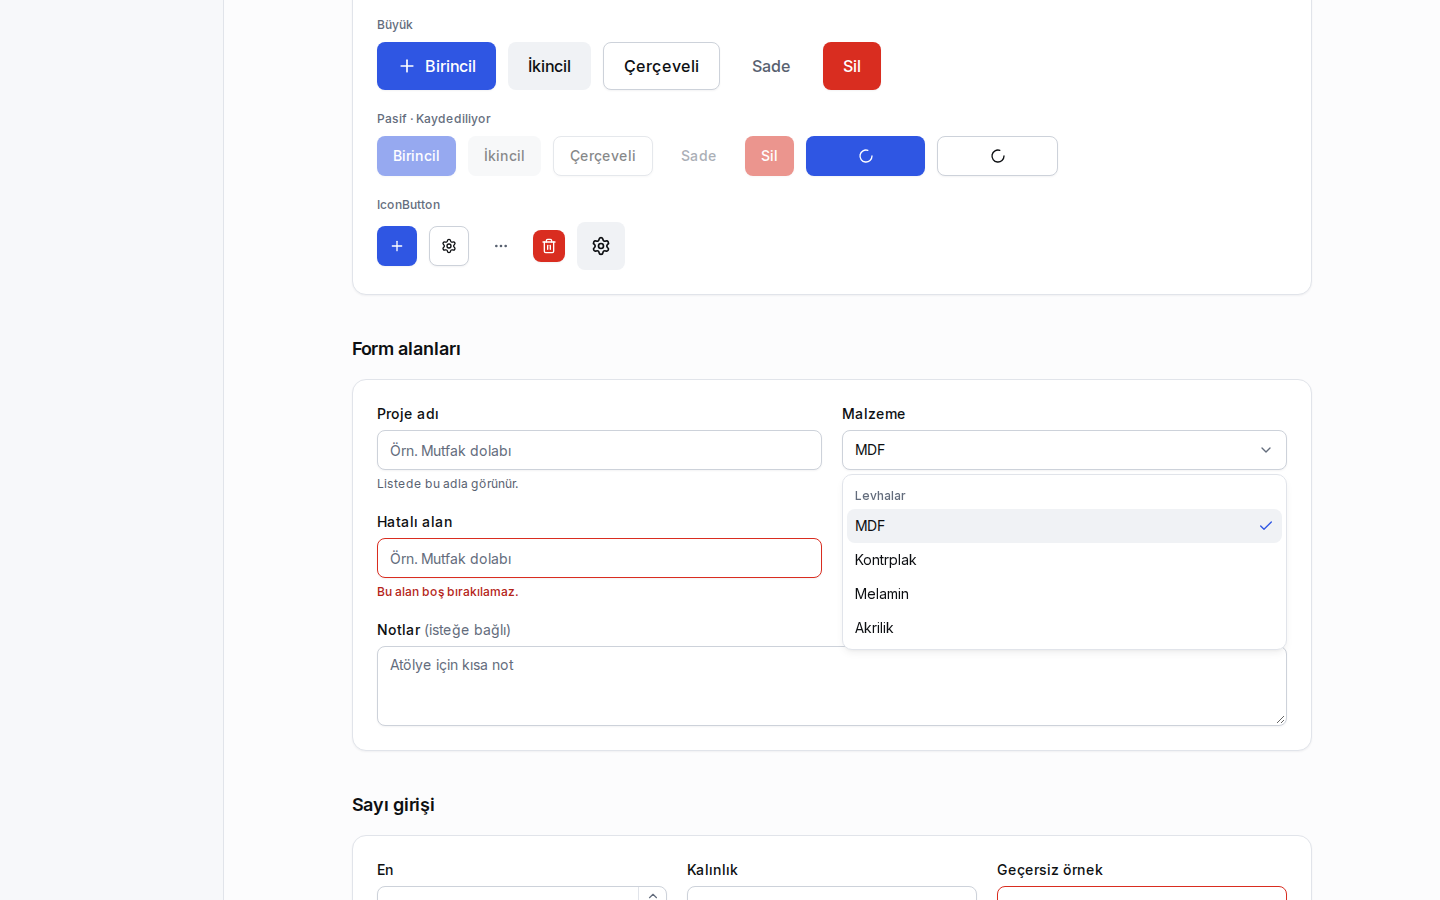 Büyük
Birincil
İkincil
Çerçeveli
Sade
Sil
Pasif · Kaydediliyor
Birincil
İkincil
Çerçeveli
Sade
Sil
IconButton
Form alanları
Proje adı
Örn. Mutfak dolabı
Listede bu adla görünür.
Malzeme
MDF
Levhalar
MDF
Kontrplak
Melamin
Akrilik
Hatalı alan
Örn. Mutfak dolabı
Bu alan boş bırakılamaz.
Notlar (isteğe bağlı)
Atölye için kısa not
Sayı girişi
En
Kalınlık
Geçersiz örnek